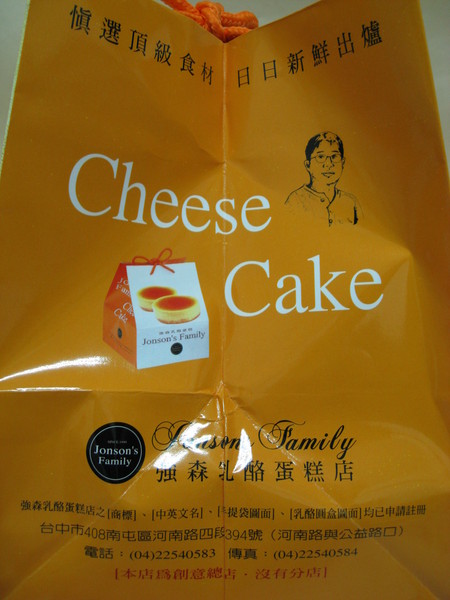 慎選頂級食材 日日新鮮出爐
Cheese
Cake
Jonson's Family
Jonson's Family
Jonson's
Family
強森乳酪蛋糕店
強森乳酪蛋糕店之[商標]、[中英文名]、[手提袋圖面]、[乳酪圓盒圖面]均已申請註冊
台中市408南屯區河南路四段394號(河南路與公益路口)
電話:(04)22540583 傳真:(04)22540584
[本店為創意總店,沒有分店]